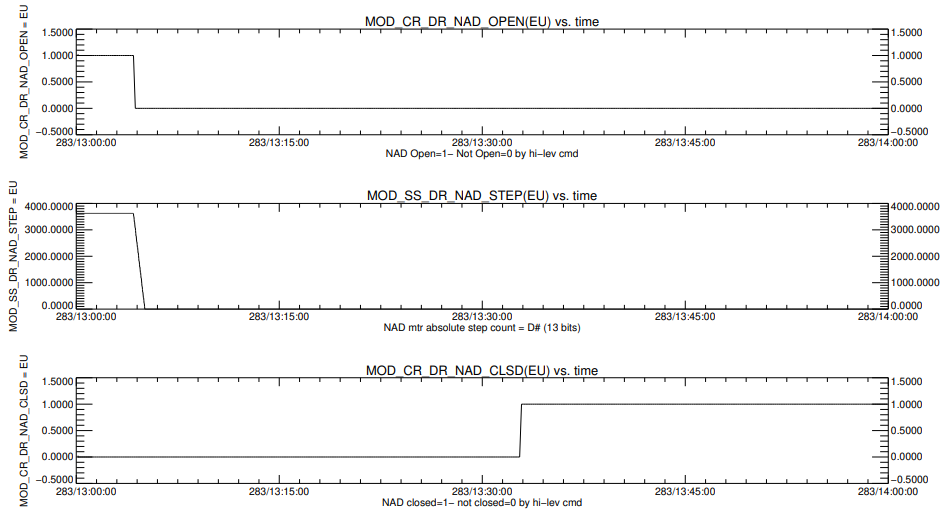 MOD_CR_DR_NAD_OPEN(EU) vs. time
MOD_CR_DR_NAD_OPEN = EU
1.5000 1.5000
1.0000 1.0000
0.5000 0.5000
0.0000 0.0000
−0.5000 −0.5000
283/13:00:00 283/13:15:00 283/13:30:00 283/13:45:00 283/14:00:00
NAD Open=1− Not Open=0 by hi−lev cmd
MOD_SS_DR_NAD_STEP(EU) vs. time
MOD_SS_DR_NAD_STEP = EU
4000.0000 4000.0000
3000.0000 3000.0000
2000.0000 2000.0000
1000.0000 1000.0000
0.0000 0.0000
283/13:00:00 283/13:15:00 283/13:30:00 283/13:45:00 283/14:00:00
NAD mtr absolute step count = D# (13 bits)
MOD_CR_DR_NAD_CLSD(EU) vs. time
MOD_CR_DR_NAD_CLSD = EU
1.5000 1.5000
1.0000 1.0000
0.5000 0.5000
0.0000 0.0000
−0.5000 −0.5000
283/13:00:00 283/13:15:00 283/13:30:00 283/13:45:00 283/14:00:00
NAD closed=1− not closed=0 by hi−lev cmd